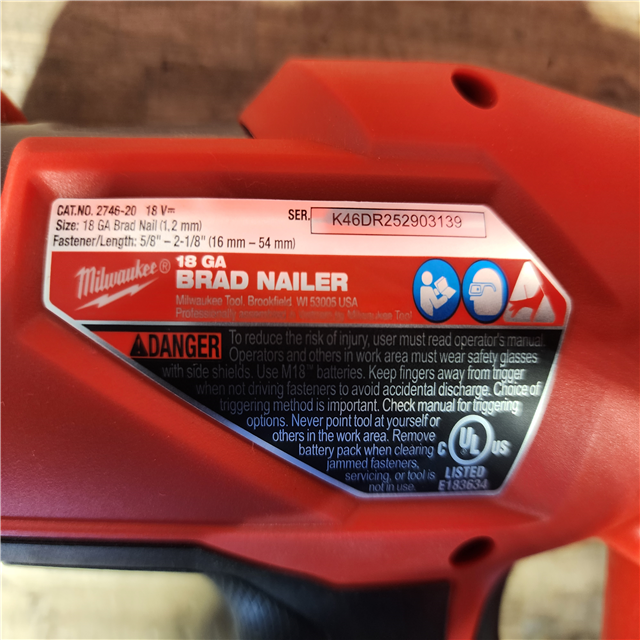 CAT.NO. 2746-20 18 V⎓
SER. K46DR252903139
Size: 18 GA Brad Nail (1,2 mm)
Fastener/Length: 5/8" – 2-1/8" (16 mm – 54 mm)
Milwaukee®
18 GA
BRAD NAILER
Milwaukee Tool, Brookfield, WI 53005 USA
Milwaukee Tool
DANGER
To reduce the risk of injury, user must read operator's manual.
Operators and others in work area must wear safety glasses
with side shields. Use M18™ batteries. Keep fingers away from trigger
when not driving fasteners to avoid accidental discharge. Choice of
triggering method is important. Check manual for triggering
options. Never point tool at yourself or
others in the work area. Remove
battery pack when clearing
jammed fasteners,
servicing, or tool is
not in use.
C UL US
LISTED
E183634